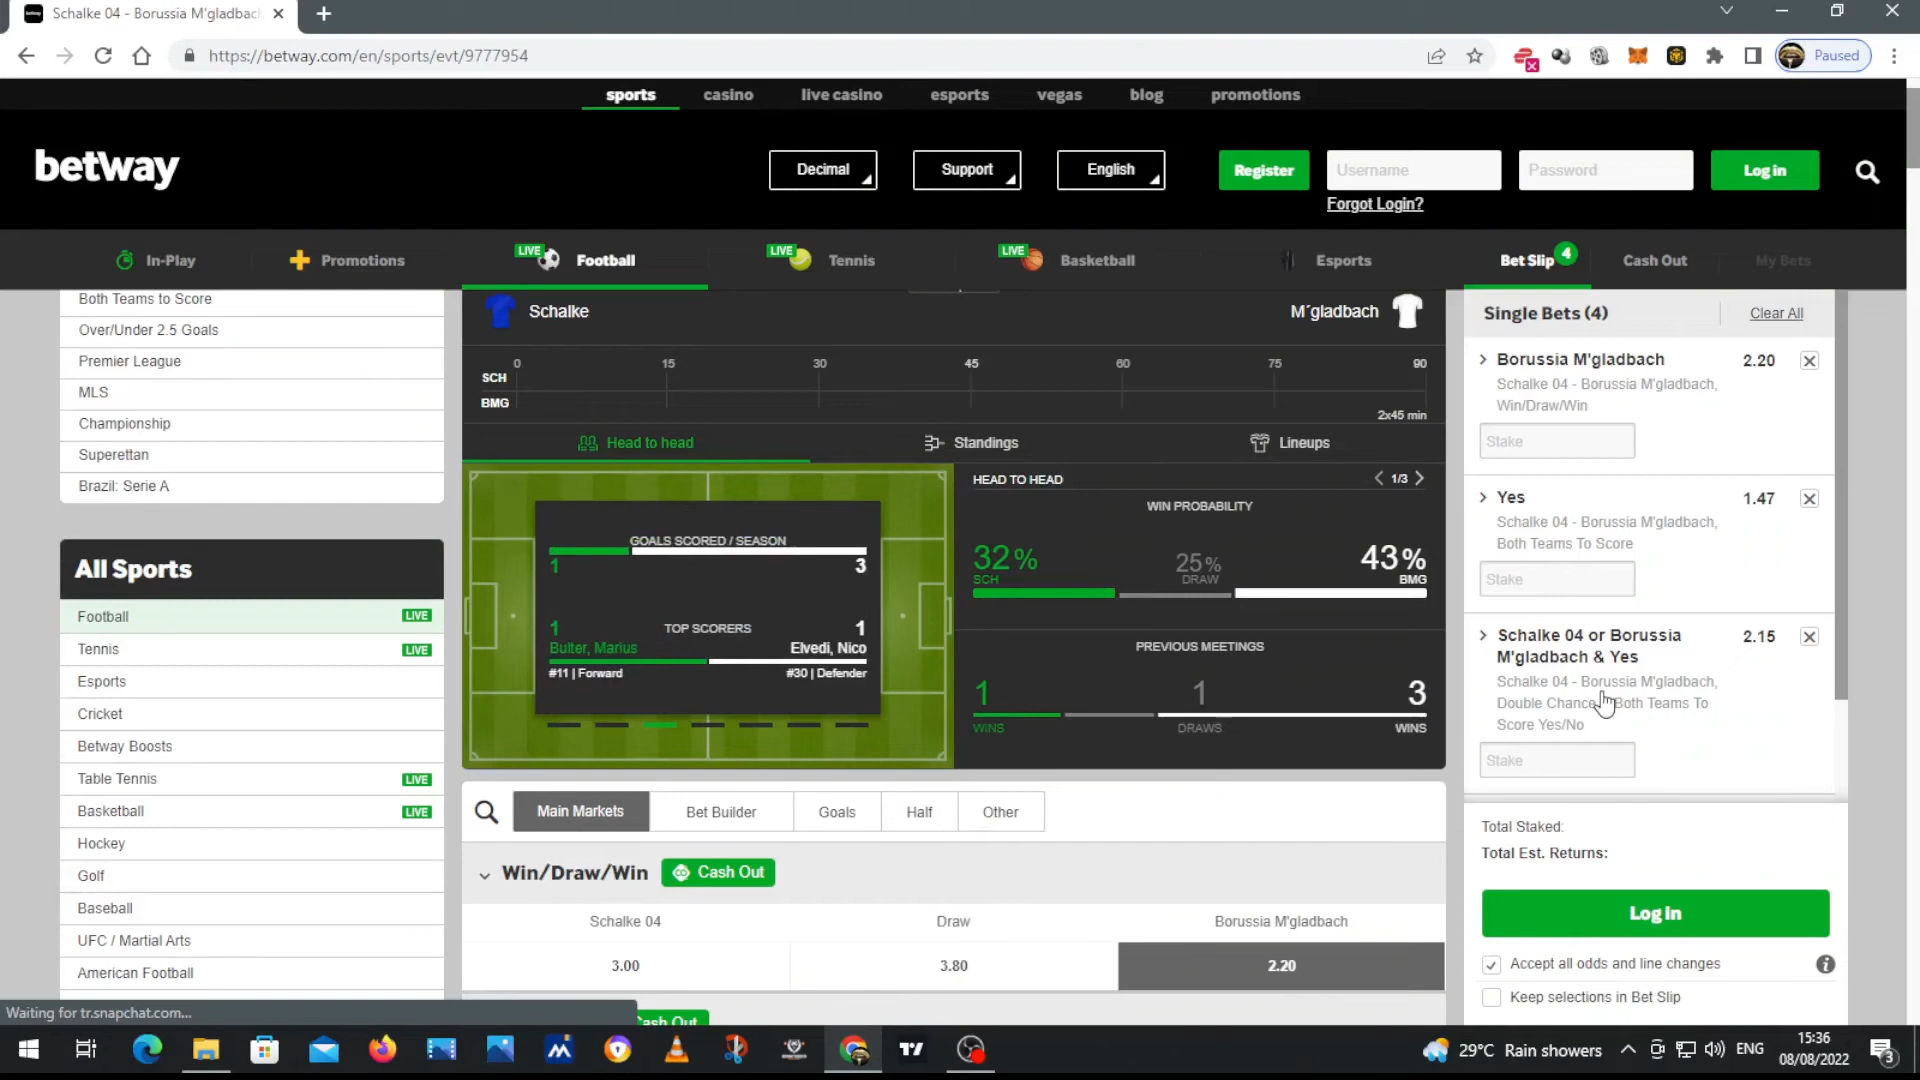 Schalke 04 - Borussia M'gladbac
https://betway.com/en/sports/evt/9777954
Paused
sports casino live casino esports vegas blog promotions
betway
Decimal
Support
English
Register
Username
Password
Log in
Forgot Login?
In-Play
Promotions
LIVE Football
LIVE Tennis
LIVE Basketball
Esports
Bet Slip 4
Cash Out
My Bets
Both Teams to Score
Over/Under 2.5 Goals
Premier League
MLS
Championship
Superettan
Brazil: Serie A
All Sports
Football LIVE
Tennis LIVE
Esports
Cricket
Betway Boosts
Table Tennis LIVE
Basketball LIVE
Hockey
Golf
Baseball
UFC / Martial Arts
American Football
Schalke
M´gladbach
0 15 30 45 60 75 90
SCH
BMG
2x45 min
Head to head
Standings
Lineups
GOALS SCORED / SEASON
1 3
1 TOP SCORERS 1
Bulter, Marius Elvedi, Nico
#11 | Forward #30 | Defender
HEAD TO HEAD
1/3
WIN PROBABILITY
32% 25% 43%
SCH DRAW BMG
PREVIOUS MEETINGS
1 1 3
WINS DRAWS WINS
Main Markets
Bet Builder
Goals
Half
Other
Win/Draw/Win
Cash Out
Schalke 04 Draw Borussia M'gladbach
3.00 3.80 2.20
Cash Out
Single Bets (4)
Clear All
Borussia M'gladbach 2.20
Schalke 04 - Borussia M'gladbach,
Win/Draw/Win
Stake
Yes 1.47
Schalke 04 - Borussia M'gladbach,
Both Teams To Score
Stake
Schalke 04 or Borussia 2.15
M'gladbach & Yes
Schalke 04 - Borussia M'gladbach,
Double Chance Both Teams To
Score Yes/No
Stake
Total Staked:
Total Est. Returns:
Log in
Accept all odds and line changes
Keep selections in Bet Slip
Waiting for tr.snapchat.com...
29°C Rain showers
ENG
15:36
08/08/2022
3